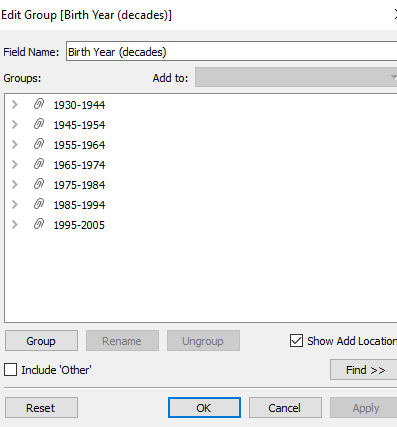 Edit Group [Birth Year (decades)]
Field Name: Birth Year (decades)
Groups: Add to:
1930-1944
1945-1954
1955-1964
1965-1974
1975-1984
1985-1994
1995-2005
Group Rename Ungroup Show Add Location
Include 'Other' Find >>
Reset OK Cancel Apply